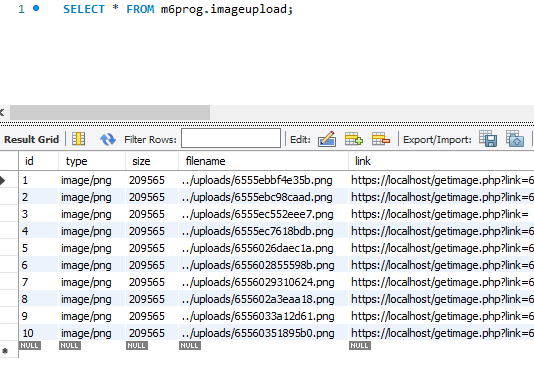 1 SELECT * FROM m6prog.imageupload;
Result Grid Filter Rows: Edit: Export/Import:
id type size filename link
1 image/png 209565 ../uploads/6555ebbf4e35b.png https://localhost/getimage.php?link=6
2 image/png 209565 ../uploads/6555ebc98caad.png https://localhost/getimage.php?link=6
3 image/png 209565 ../uploads/6555ec552eee7.png https://localhost/getimage.php?link=
4 image/png 209565 ../uploads/6555ec7618bdb.png https://localhost/getimage.php?link=6
5 image/png 209565 ../uploads/6556026daec1a.png https://localhost/getimage.php?link=6
6 image/png 209565 ../uploads/655602855598b.png https://localhost/getimage.php?link=6
7 image/png 209565 ../uploads/6556029310624.png https://localhost/getimage.php?link=6
8 image/png 209565 ../uploads/655602a3eaa18.png https://localhost/getimage.php?link=6
9 image/png 209565 ../uploads/6556033a12d61.png https://localhost/getimage.php?link=6
10 image/png 209565 ../uploads/65560351895b0.png https://localhost/getimage.php?link=6
NULL NULL NULL NULL NULL